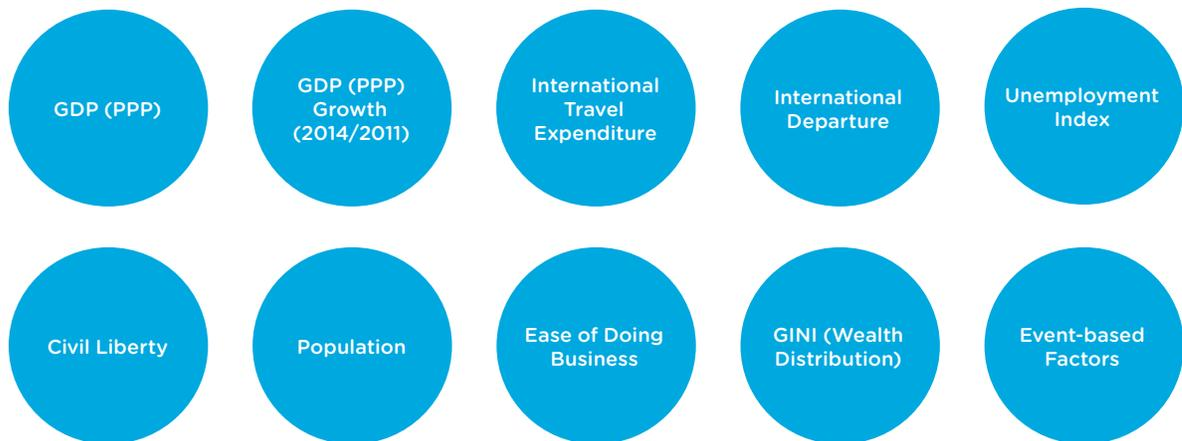 GDP (PPP)
GDP (PPP)
Growth
(2014/2011)
International
Travel
Expenditure
International
Departure
Unemployment
Index
Civil Liberty
Population
Ease of Doing
Business
GINI (Wealth
Distribution)
Event-based
Factors